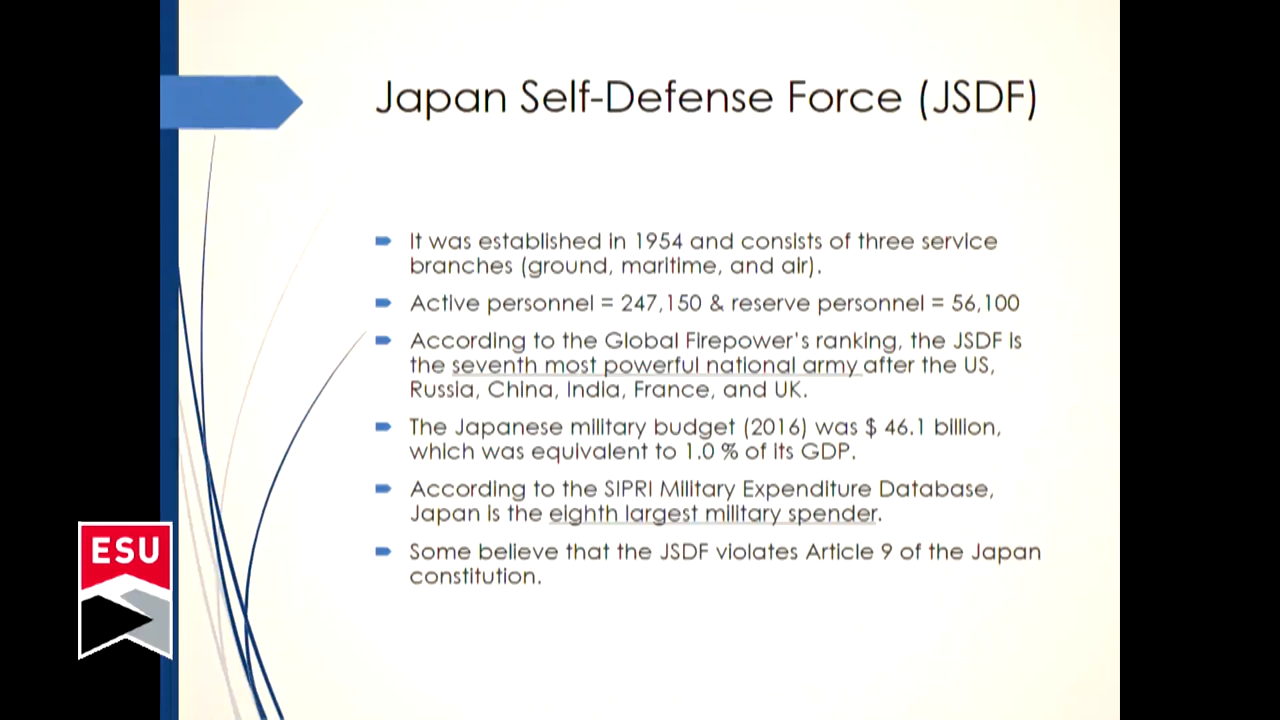 Japan Self-Defense Force (JSDF)
It was established in 1954 and consists of three service
branches (ground, maritime, and air).
Active personnel = 247,150 & reserve personnel = 56,100
According to the Global Firepower's ranking, the JSDF is
the seventh most powerful national army after the US,
Russia, China, India, France, and UK.
The Japanese military budget (2016) was $ 46.1 billion,
which was equivalent to 1.0 % of its GDP.
According to the SIPRI Military Expenditure Database,
Japan is the eighth largest military spender.
Some believe that the JSDF violates Article 9 of the Japan
constitution.
ESU